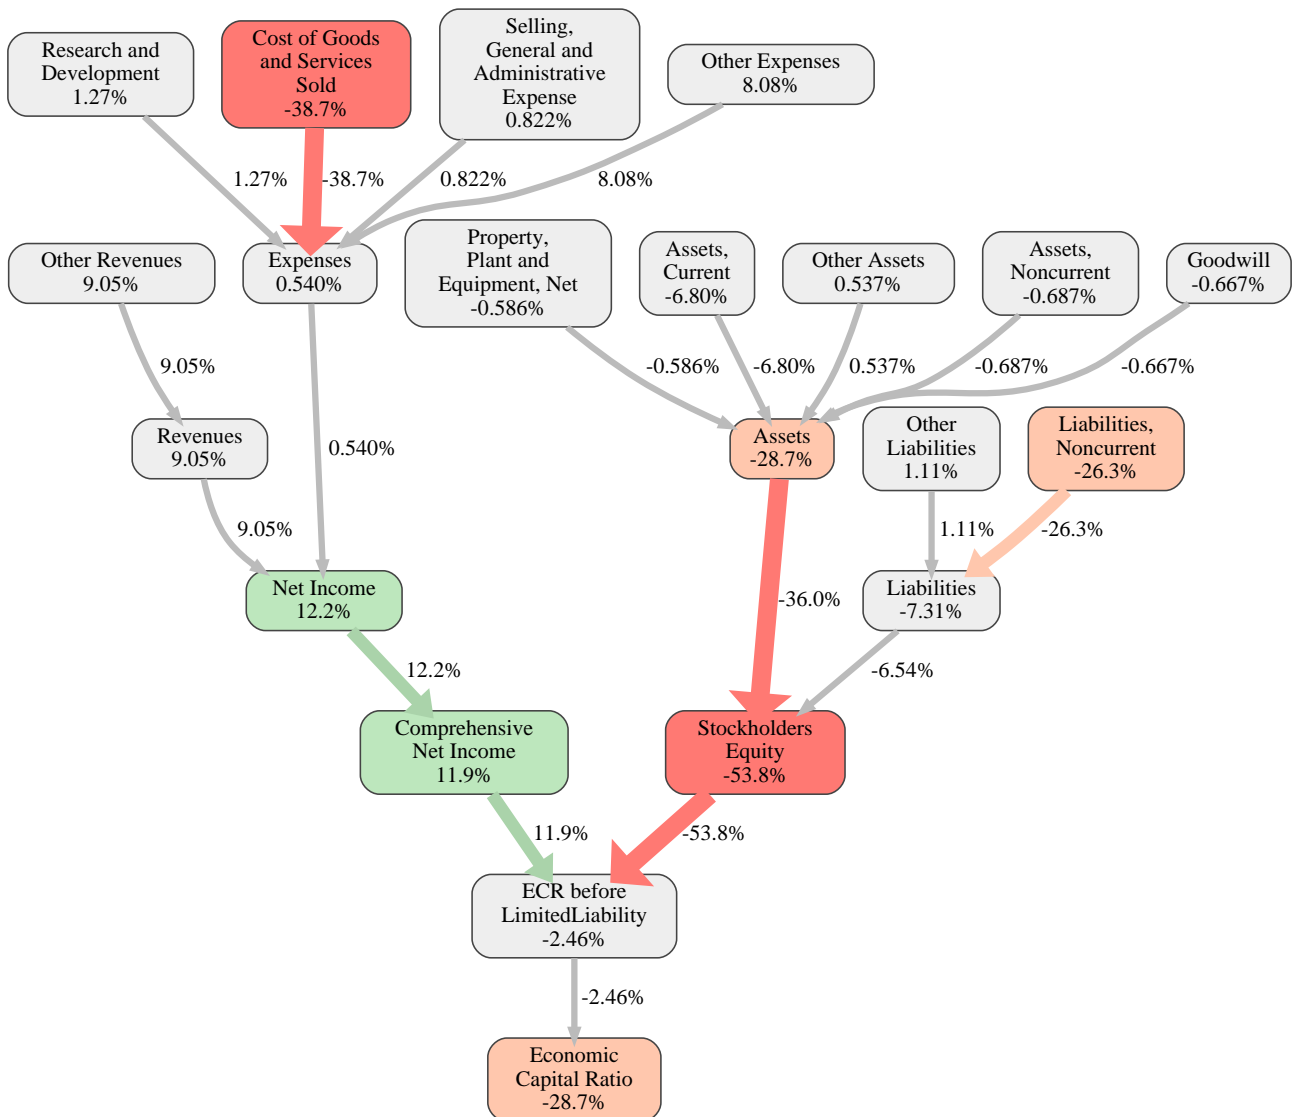 Research and
Development
1.27%
Cost of Goods
and Services
Sold
-38.7%
Selling,
General and
Administrative
Expense
0.822%
Other Expenses
8.08%
1.27%
-38.7%
0.822%
8.08%
Other Revenues
9.05%
Expenses
0.540%
Property,
Plant and
Equipment, Net
-0.586%
Assets,
Current
-6.80%
Other Assets
0.537%
Assets,
Noncurrent
-0.687%
Goodwill
-0.667%
9.05%
-0.586%
-6.80%
0.537%
-0.687%
-0.667%
Revenues
9.05%
0.540%
Assets
-28.7%
Other
Liabilities
1.11%
Liabilities,
Noncurrent
-26.3%
9.05%
1.11%
-26.3%
Net Income
12.2%
-36.0%
Liabilities
-7.31%
12.2%
-6.54%
Comprehensive
Net Income
11.9%
Stockholders
Equity
-53.8%
11.9%
-53.8%
ECR before
LimitedLiability
-2.46%
-2.46%
Economic
Capital Ratio
-28.7%